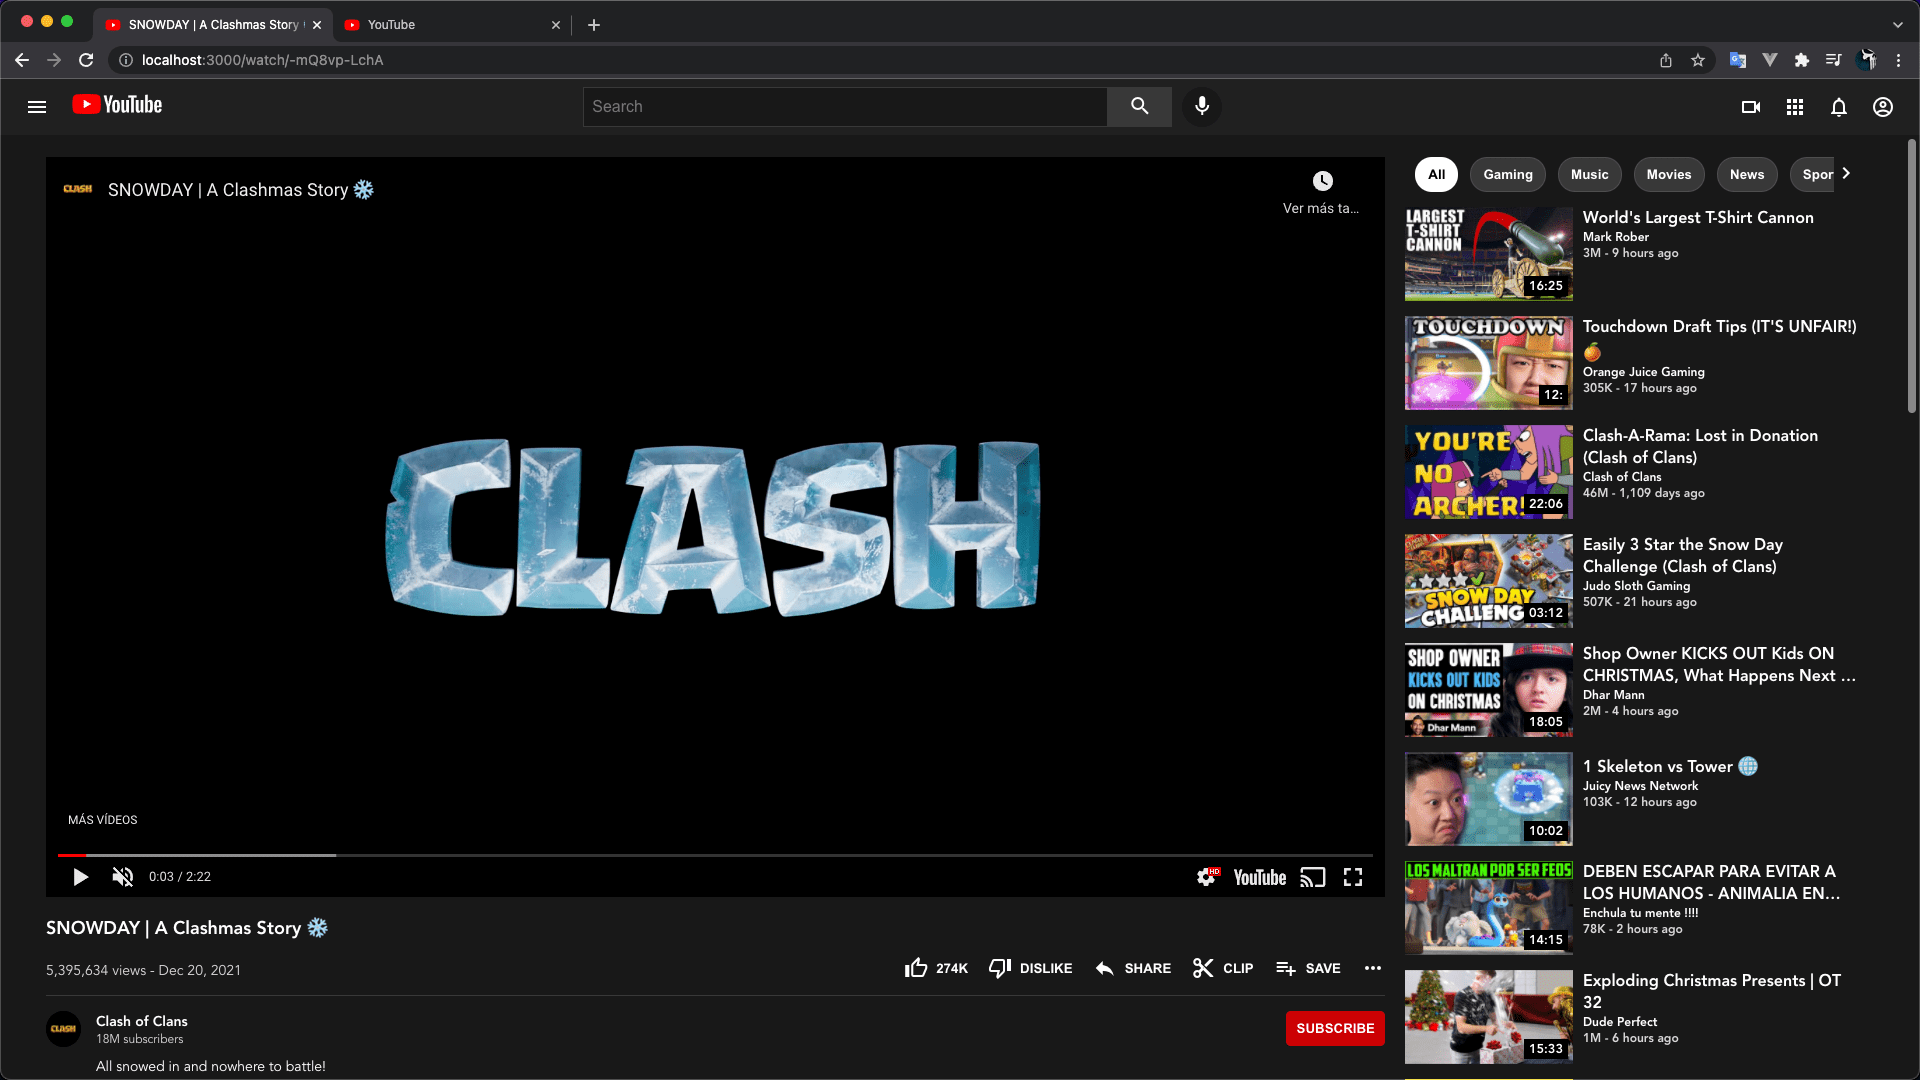 SNOWDAY | A Clashmas Story
YouTube
localhost:3000/watch/-mQ8vp-LchA
YouTube
Search
CLASH
SNOWDAY | A Clashmas Story ❄️
Ver más ta...
CLASH
MÁS VÍDEOS
0:03 / 2:22
HD
YouTube
SNOWDAY | A Clashmas Story ❄️
5,395,634 views - Dec 20, 2021
274K
DISLIKE
SHARE
CLIP
SAVE
CLASH
Clash of Clans
18M subscribers
SUBSCRIBE
All snowed in and nowhere to battle!
All
Gaming
Music
Movies
News
Spor
LARGEST
T-SHIRT
CANNON
16:25
World's Largest T-Shirt Cannon
Mark Rober
3M - 9 hours ago
TOUCHDOWN
12:
Touchdown Draft Tips (IT'S UNFAIR!)
🍊
Orange Juice Gaming
305K - 17 hours ago
YOU'RE
NO
ARCHER!
22:06
Clash-A-Rama: Lost in Donation
(Clash of Clans)
Clash of Clans
46M - 1,109 days ago
SNOW DAY
CHALLENG
03:12
Easily 3 Star the Snow Day
Challenge (Clash of Clans)
Judo Sloth Gaming
507K - 21 hours ago
SHOP OWNER
KICKS OUT KIDS
ON CHRISTMAS
Dhar Mann
18:05
Shop Owner KICKS OUT Kids ON
CHRISTMAS, What Happens Next ...
Dhar Mann
2M - 4 hours ago
10:02
1 Skeleton vs Tower 🌐
Juicy News Network
103K - 12 hours ago
LOS MALTRAN POR SER FEOS
14:15
DEBEN ESCAPAR PARA EVITAR A
LOS HUMANOS - ANIMALIA EN...
Enchula tu mente !!!!
78K - 2 hours ago
15:33
Exploding Christmas Presents | OT
32
Dude Perfect
1M - 6 hours ago